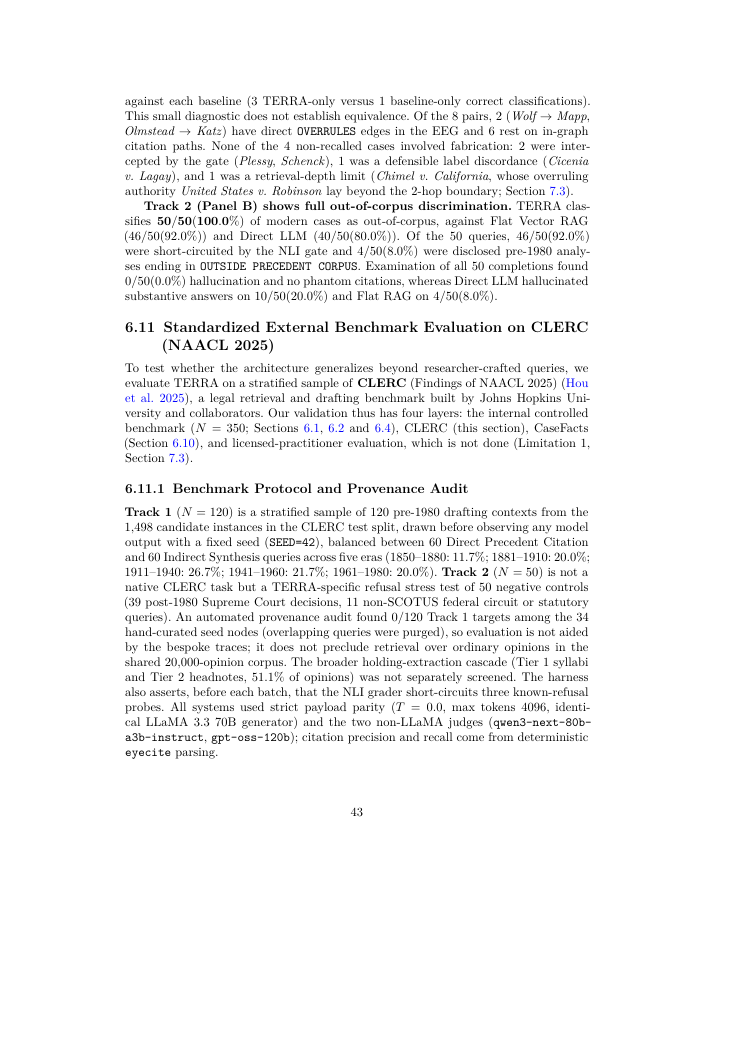 against each baseline (3 TERRA-only versus 1 baseline-only correct classifications).
This small diagnostic does not establish equivalence. Of the 8 pairs, 2 (Wolf → Mapp,
Olmstead → Katz) have direct OVERRULES edges in the EEG and 6 rest on in-graph
citation paths. None of the 4 non-recalled cases involved fabrication: 2 were inter-
cepted by the gate (Plessy, Schenck), 1 was a defensible label discordance (Cicenia
v. Lagay), and 1 was a retrieval-depth limit (Chimel v. California, whose overruling
authority United States v. Robinson lay beyond the 2-hop boundary; Section 7.3).
Track 2 (Panel B) shows full out-of-corpus discrimination. TERRA clas-
sifies 50/50(100.0%) of modern cases as out-of-corpus, against Flat Vector RAG
(46/50(92.0%)) and Direct LLM (40/50(80.0%)). Of the 50 queries, 46/50(92.0%)
were short-circuited by the NLI gate and 4/50(8.0%) were disclosed pre-1980 analy-
ses ending in OUTSIDE PRECEDENT CORPUS. Examination of all 50 completions found
0/50(0.0%) hallucination and no phantom citations, whereas Direct LLM hallucinated
substantive answers on 10/50(20.0%) and Flat RAG on 4/50(8.0%).
6.11 Standardized External Benchmark Evaluation on CLERC
(NAACL 2025)
To test whether the architecture generalizes beyond researcher-crafted queries, we
evaluate TERRA on a stratified sample of CLERC (Findings of NAACL 2025) (Hou
et al. 2025), a legal retrieval and drafting benchmark built by Johns Hopkins Uni-
versity and collaborators. Our validation thus has four layers: the internal controlled
benchmark (N = 350; Sections 6.1, 6.2 and 6.4), CLERC (this section), CaseFacts
(Section 6.10), and licensed-practitioner evaluation, which is not done (Limitation 1,
Section 7.3).
6.11.1 Benchmark Protocol and Provenance Audit
Track 1 (N = 120) is a stratified sample of 120 pre-1980 drafting contexts from the
1,498 candidate instances in the CLERC test split, drawn before observing any model
output with a fixed seed (SEED=42), balanced between 60 Direct Precedent Citation
and 60 Indirect Synthesis queries across five eras (1850–1880: 11.7%; 1881–1910: 20.0%;
1911–1940: 26.7%; 1941–1960: 21.7%; 1961–1980: 20.0%). Track 2 (N = 50) is not a
native CLERC task but a TERRA-specific refusal stress test of 50 negative controls
(39 post-1980 Supreme Court decisions, 11 non-SCOTUS federal circuit or statutory
queries). An automated provenance audit found 0/120 Track 1 targets among the 34
hand-curated seed nodes (overlapping queries were purged), so evaluation is not aided
by the bespoke traces; it does not preclude retrieval over ordinary opinions in the
shared 20,000-opinion corpus. The broader holding-extraction cascade (Tier 1 syllabi
and Tier 2 headnotes, 51.1% of opinions) was not separately screened. The harness
also asserts, before each batch, that the NLI grader short-circuits three known-refusal
probes. All systems used strict payload parity (T = 0.0, max tokens 4096, identi-
cal LLaMA 3.3 70B generator) and the two non-LLaMA judges (qwen3-next-80b-
a3b-instruct, gpt-oss-120b); citation precision and recall come from deterministic
eyecite parsing.
43